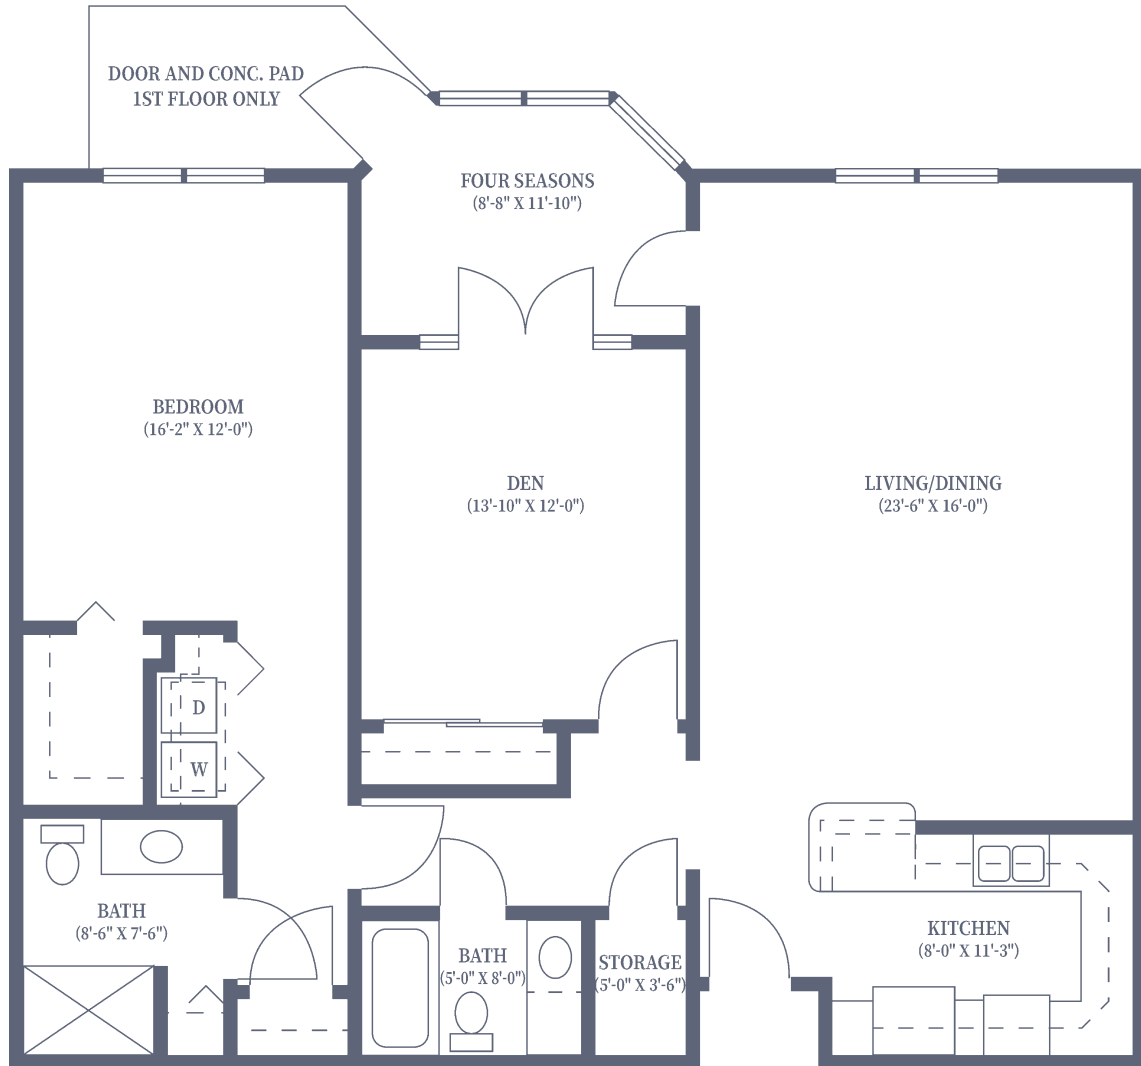 DOOR AND CONC. PAD
1ST FLOOR ONLY
FOUR SEASONS
(8'-8" X 11'-10")
BEDROOM
(16'-2" X 12'-0")
DEN
(13'-10" X 12'-0")
LIVING/DINING
(23'-6" X 16'-0")
D
W
BATH
(8'-6" X 7'-6")
BATH
(5'-0" X 8'-0")
STORAGE
(5'-0" X 3'-6")
KITCHEN
(8'-0" X 11'-3")